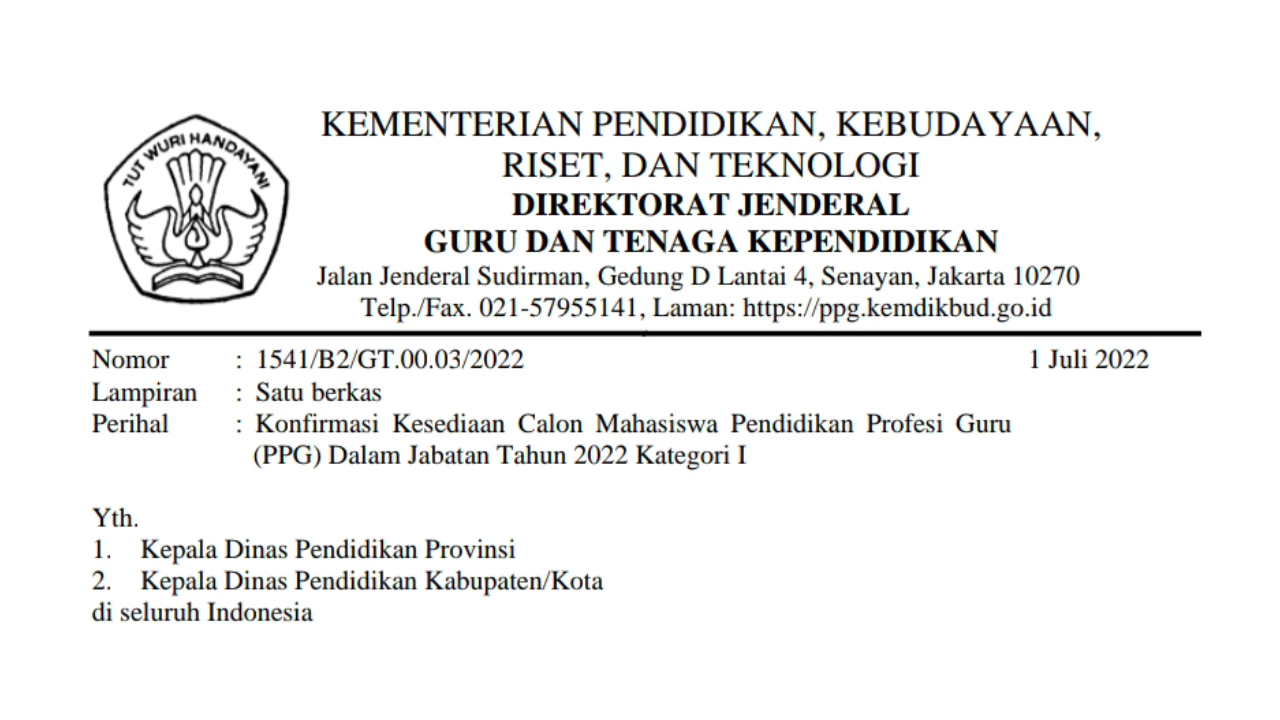 TUT WURI HANDAYANI
KEMENTERIAN PENDIDIKAN, KEBUDAYAAN,
RISET, DAN TEKNOLOGI
DIREKTORAT JENDERAL
GURU DAN TENAGA KEPENDIDIKAN
Jalan Jenderal Sudirman, Gedung D Lantai 4, Senayan, Jakarta 10270
Telp./Fax. 021-57955141, Laman: https://ppg.kemdikbud.go.id
Nomor : 1541/B2/GT.00.03/2022 1 Juli 2022
Lampiran : Satu berkas
Perihal : Konfirmasi Kesediaan Calon Mahasiswa Pendidikan Profesi Guru
(PPG) Dalam Jabatan Tahun 2022 Kategori I
Yth.
1. Kepala Dinas Pendidikan Provinsi
2. Kepala Dinas Pendidikan Kabupaten/Kota
di seluruh Indonesia